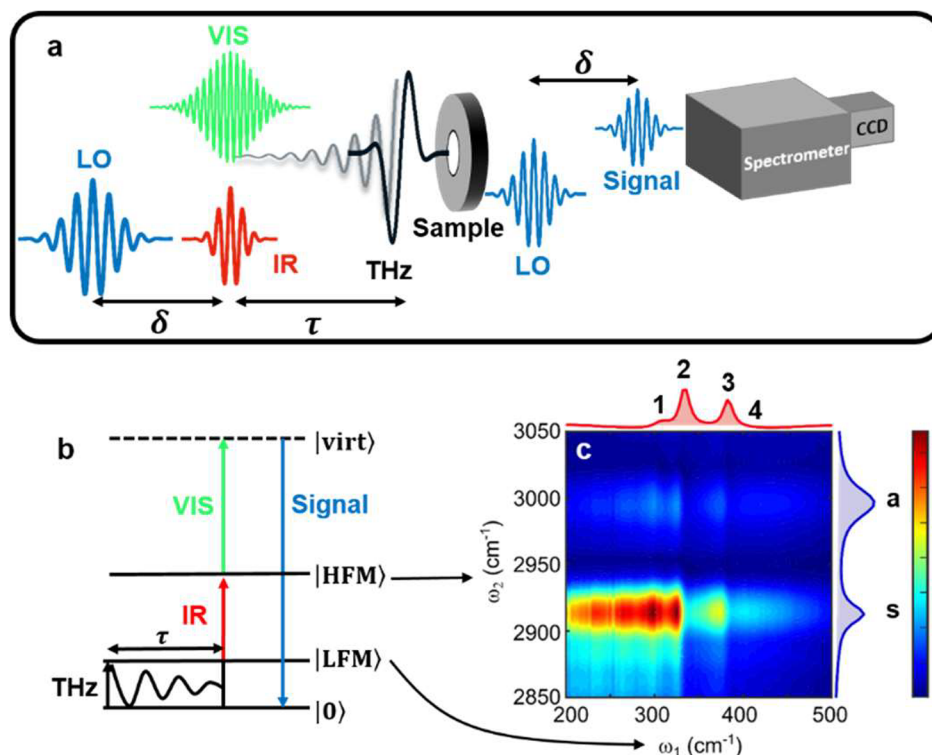 a
VIS
δ
CCD
Spectrometer
Signal
LO
Sample
LO
IR
THz
δ
τ
b
|virt⟩
VIS
Signal
|HFM⟩
IR
τ
|LFM⟩
THz
|0⟩
1 2 3 4
c
3050
3000
2950
2900
2850
ω₂ (cm⁻¹)
a
s
200 300 400 500
ω₁ (cm⁻¹)